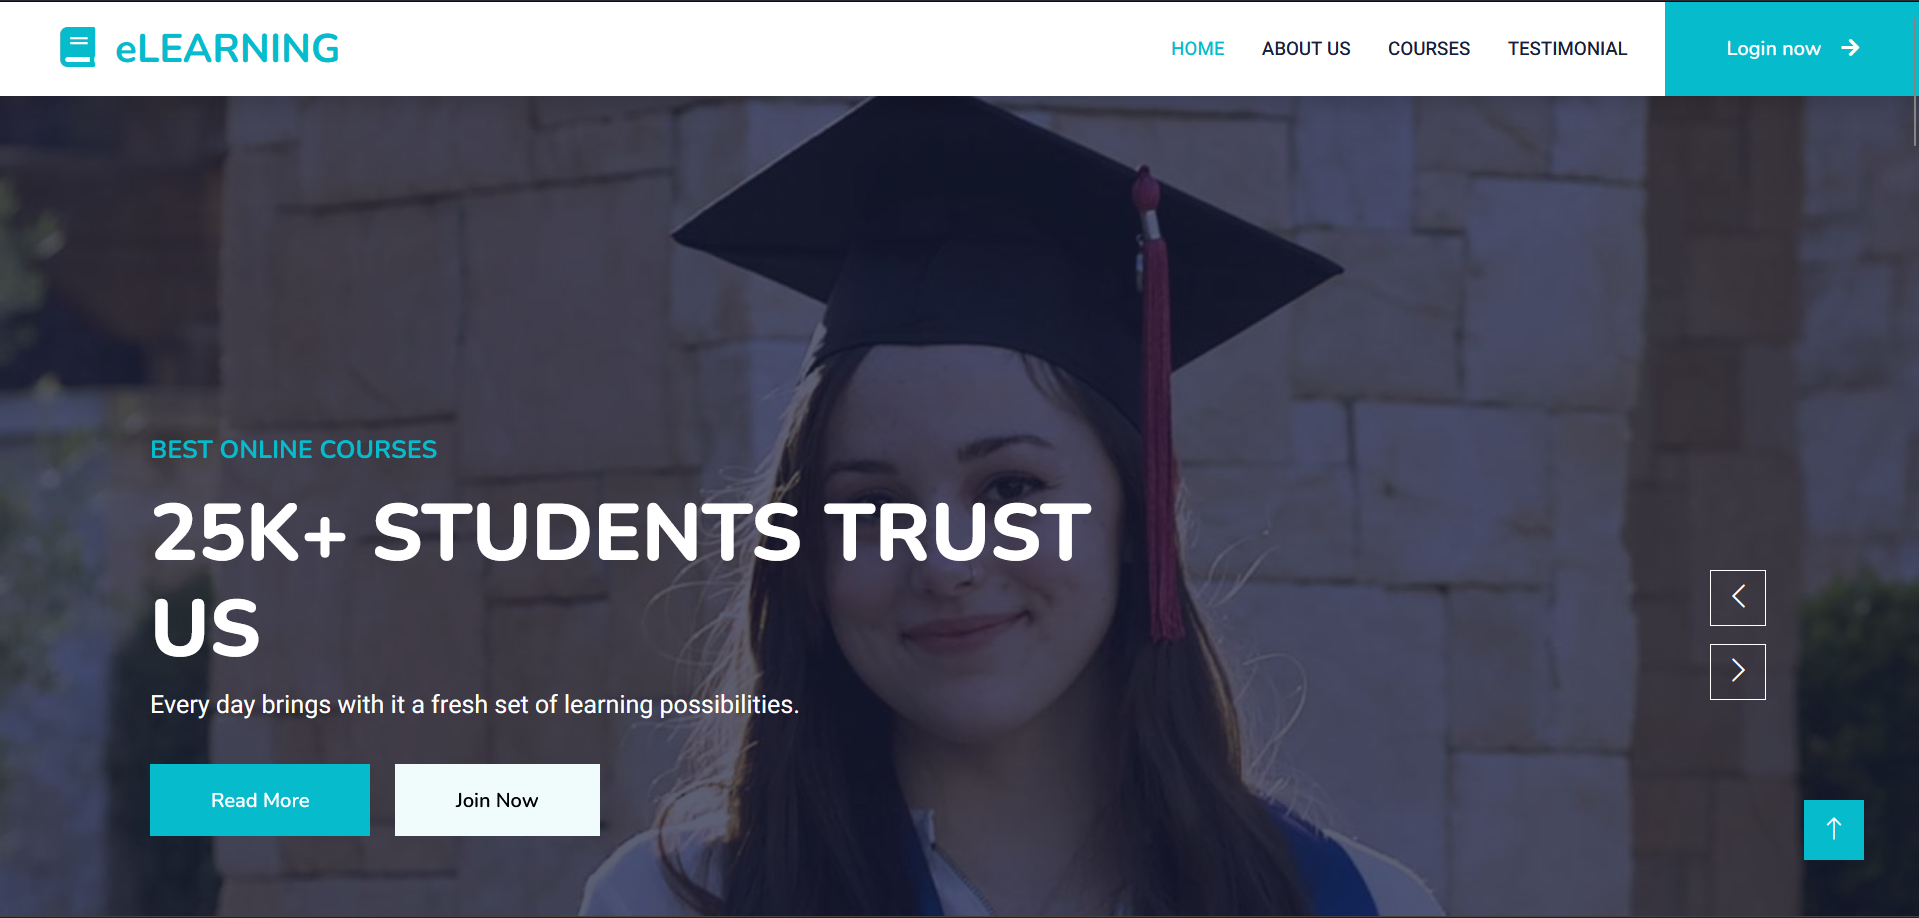 eLEARNING
HOME ABOUT US COURSES TESTIMONIAL Login now
BEST ONLINE COURSES
25K+ STUDENTS TRUST
US
Every day brings with it a fresh set of learning possibilities.
Read More Join Now